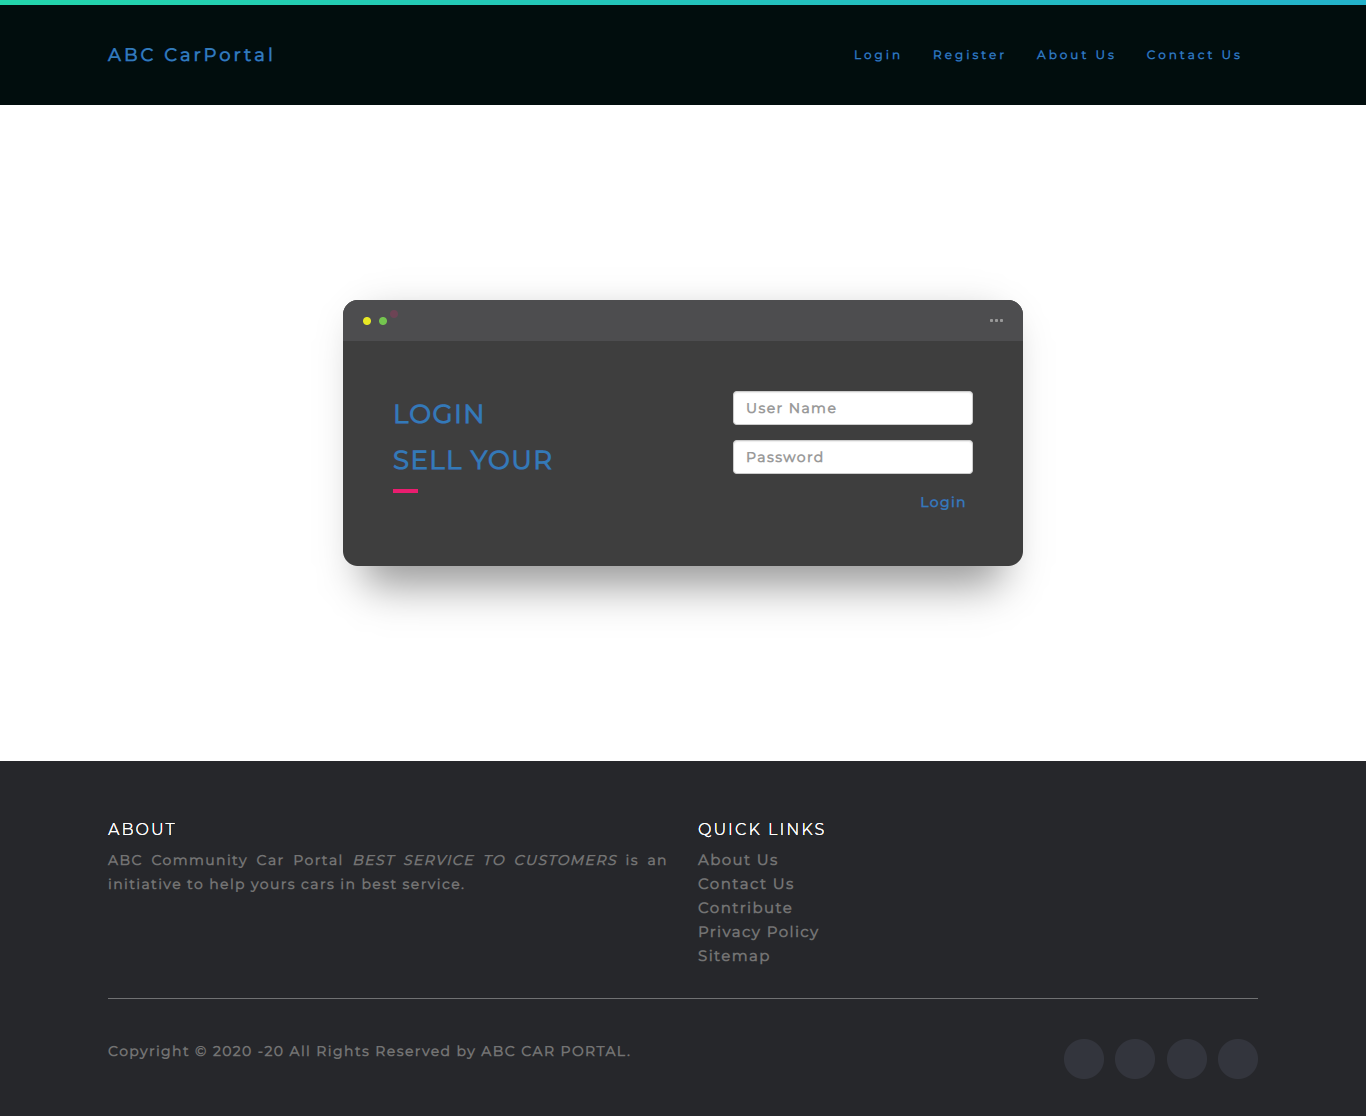 ABC CarPortal
Login Register About Us Contact Us
LOGIN
SELL YOUR
User Name
Password
Login
ABOUT
ABC Community Car Portal BEST SERVICE TO CUSTOMERS is an
initiative to help yours cars in best service.
QUICK LINKS
About Us
Contact Us
Contribute
Privacy Policy
Sitemap
Copyright © 2020 -20 All Rights Reserved by ABC CAR PORTAL.